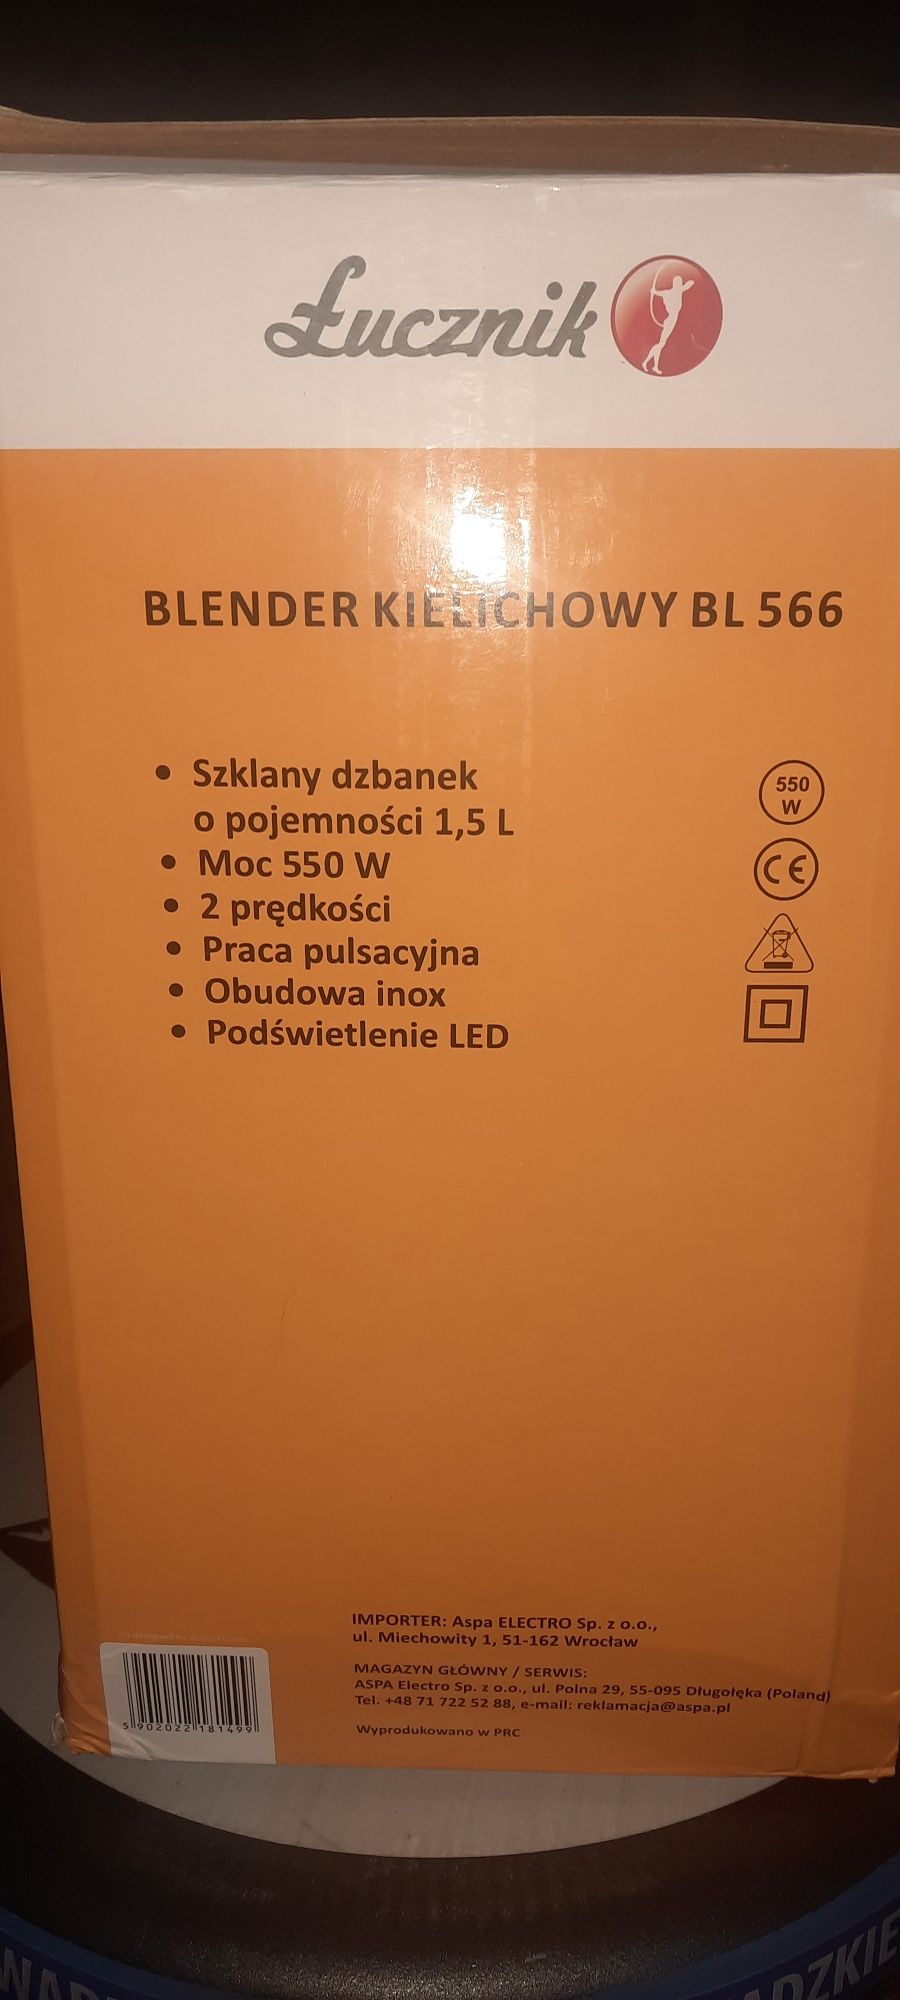 Łucznik
BLENDER KIELICHOWY BL 566
• Szklany dzbanek
o pojemności 1,5 L
• Moc 550 W
• 2 prędkości
• Praca pulsacyjna
• Obudowa inox
• Podświetlenie LED
550
W
CE
IMPORTER: Aspa ELECTRO Sp. z o.o.,
ul. Miechowity 1, 51-162 Wrocław
MAGAZYN GŁÓWNY / SERWIS:
ASPA Electro Sp. z o.o., ul. Polna 29, 55-095 Długołęka (Poland)
Tel. +48 71 722 52 88, e-mail: reklamacja@aspa.pl
Wyprodukowano w PRC
5 902022 181499